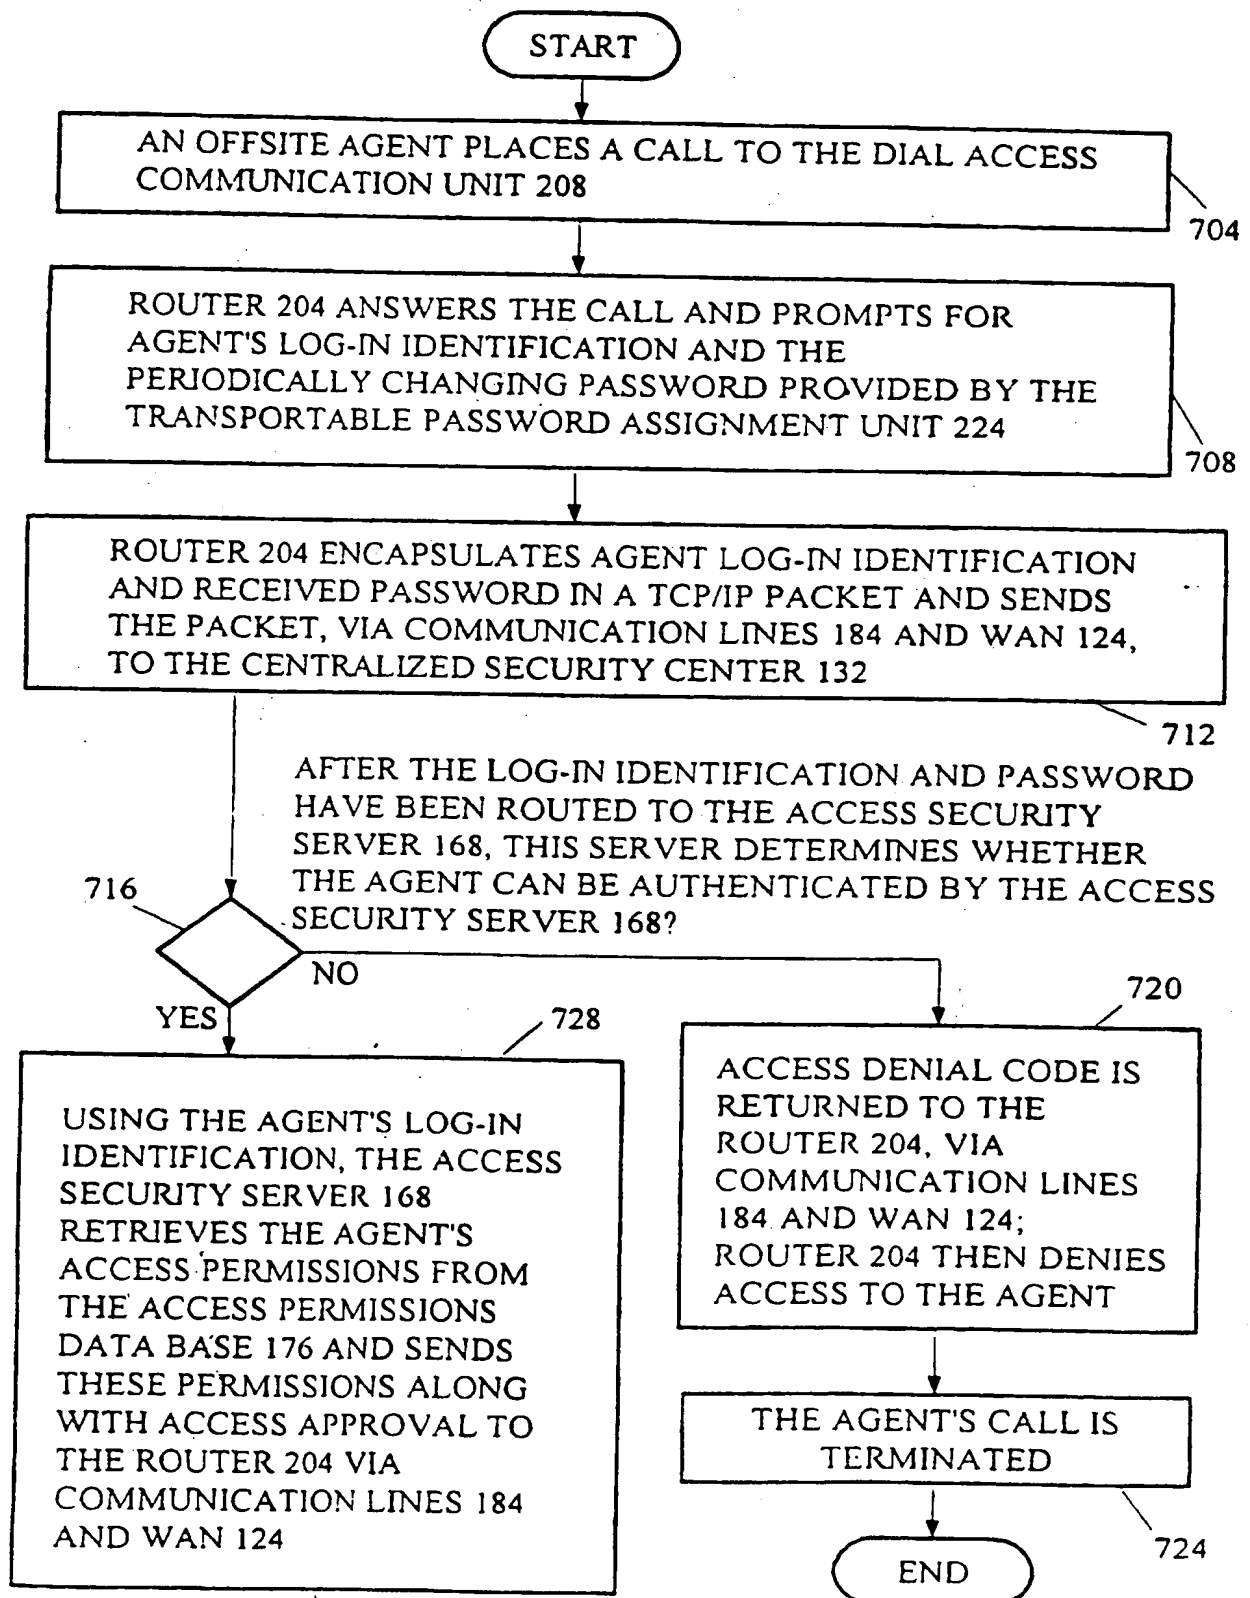 START
AN OFFSITE AGENT PLACES A CALL TO THE DIAL ACCESS
COMMUNICATION UNIT 208
704
ROUTER 204 ANSWERS THE CALL AND PROMPTS FOR
AGENT'S LOG-IN IDENTIFICATION AND THE
PERIODICALLY CHANGING PASSWORD PROVIDED BY THE
TRANSPORTABLE PASSWORD ASSIGNMENT UNIT 224
708
ROUTER 204 ENCAPSULATES AGENT LOG-IN IDENTIFICATION
AND RECEIVED PASSWORD IN A TCP/IP PACKET AND SENDS
THE PACKET, VIA COMMUNICATION LINES 184 AND WAN 124,
TO THE CENTRALIZED SECURITY CENTER 132
712
AFTER THE LOG-IN IDENTIFICATION AND PASSWORD
HAVE BEEN ROUTED TO THE ACCESS SECURITY
SERVER 168, THIS SERVER DETERMINES WHETHER
THE AGENT CAN BE AUTHENTICATED BY THE ACCESS
SECURITY SERVER 168?
716
NO
YES
728
USING THE AGENT'S LOG-IN
IDENTIFICATION, THE ACCESS
SECURITY SERVER 168
RETRIEVES THE AGENT'S
ACCESS PERMISSIONS FROM
THE ACCESS PERMISSIONS
DATA BASE 176 AND SENDS
THESE PERMISSIONS ALONG
WITH ACCESS APPROVAL TO
THE ROUTER 204 VIA
COMMUNICATION LINES 184
AND WAN 124
720
ACCESS DENIAL CODE IS
RETURNED TO THE
ROUTER 204, VIA
COMMUNICATION LINES
184 AND WAN 124;
ROUTER 204 THEN DENIES
ACCESS TO THE AGENT
THE AGENT'S CALL IS
TERMINATED
724
END